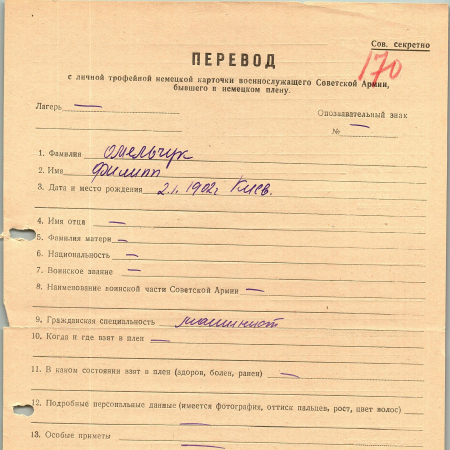 Сов. секретно
170
ПЕРЕВОД
с личной трофейной немецкой карточки военнослужащего Советской Армии,
бывшего в немецком плену.
Лагерь —
Опознавательный знак
№ —
1. Фамилия Омельчук
2. Имя Филипп
3. Дата и место рождения 2.1.1902г Киев.
4. Имя отца —
5. Фамилия матери —
6. Национальность —
7. Воинское звание —
8. Наименование воинской части Советской Армии —
9. Гражданская специальность машинист
10. Когда и где взят в плен —
11. В каком состоянии взят в плен (здоров, болен, ранен) —
12. Подробные персональные данные (имеется фотография, оттиск пальцев, рост, цвет волос)
—
13. Особые приметы —